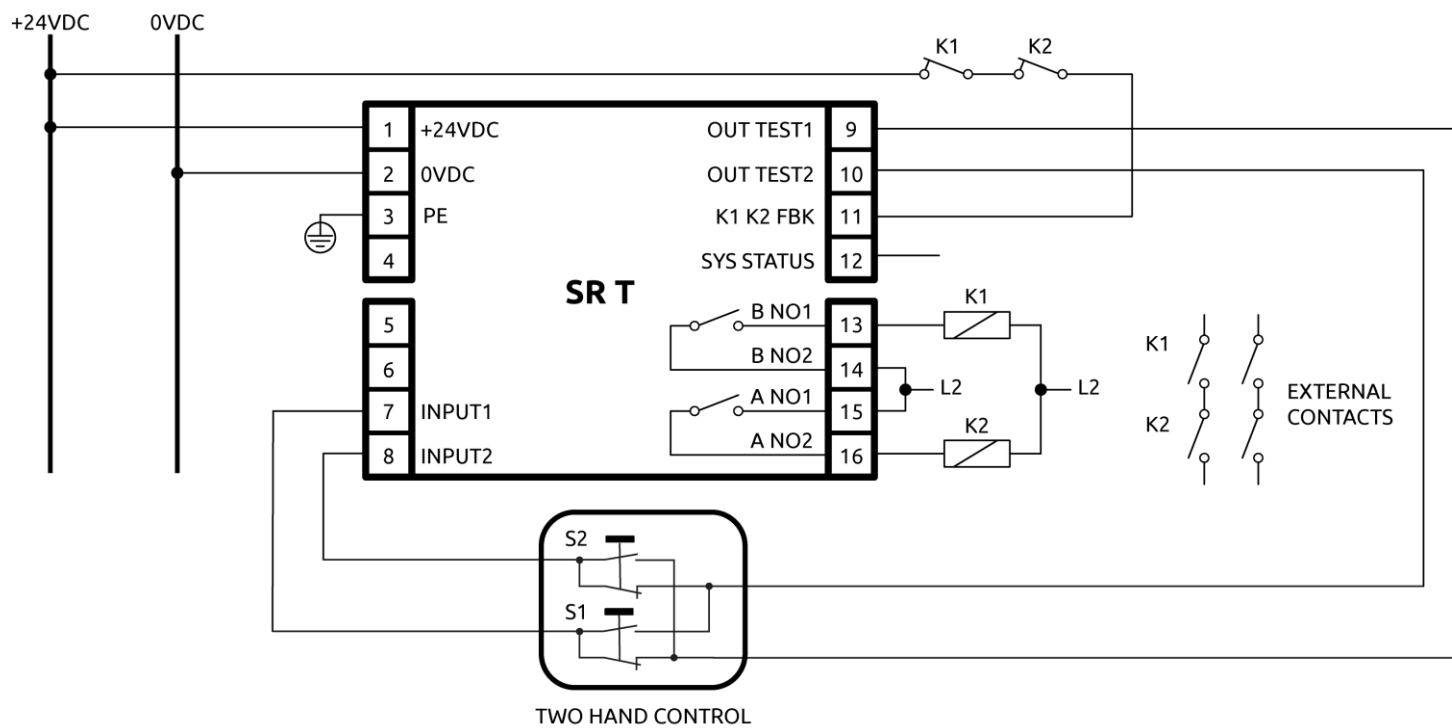 +24VDC 0VDC
K1 K2
1 +24VDC OUT TEST1 9
2 0VDC OUT TEST2 10
3 PE K1 K2 FBK 11
4 SYS STATUS 12
SR T
5 B NO1 13 K1
6 B NO2 14
L2 L2
7 INPUT1 A NO1 15
8 INPUT2 A NO2 16 K2
K1
K2
EXTERNAL
CONTACTS
S2
S1
TWO HAND CONTROL